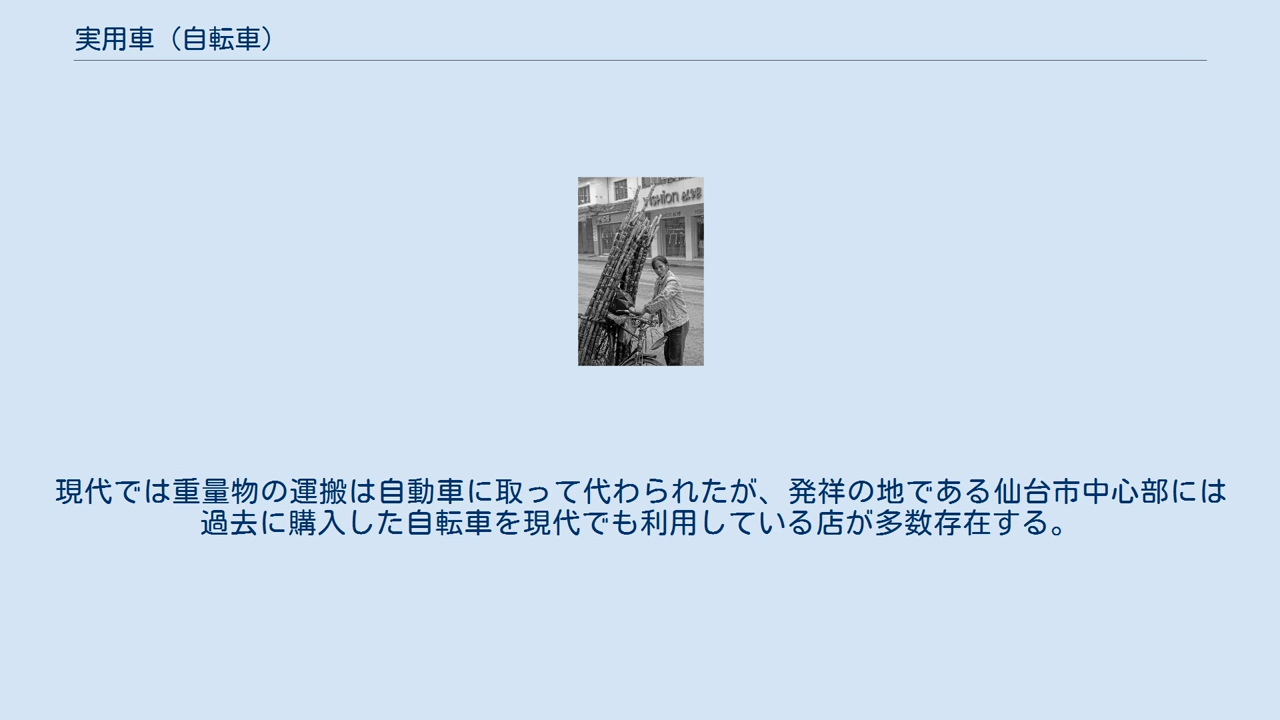 実用車（自転車）
現代では重量物の運搬は自動車に取って代わられたが、発祥の地である仙台市中心部には
過去に購入した自転車を現代でも利用している店が多数存在する。